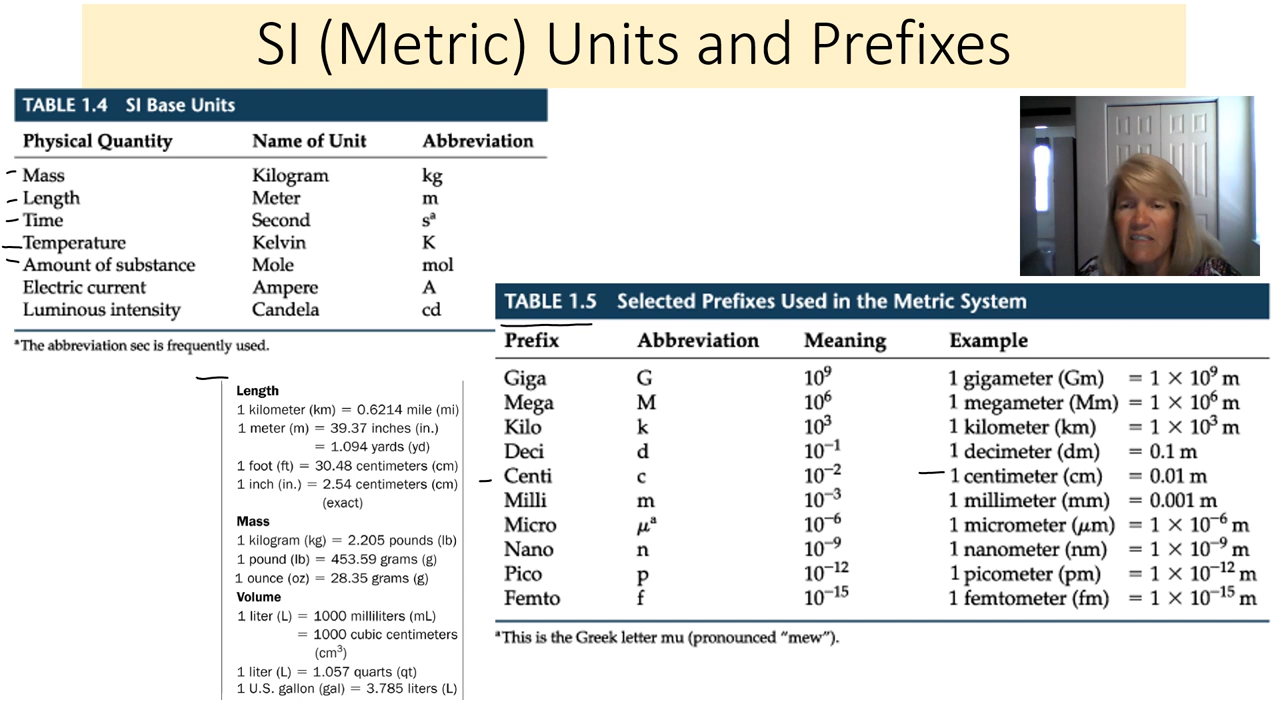 SI (Metric) Units and Prefixes
TABLE 1.4 SI Base Units
Physical Quantity Name of Unit Abbreviation
Mass Kilogram kg
Length Meter m
Time Second sᵃ
Temperature Kelvin K
Amount of substance Mole mol
Electric current Ampere A
Luminous intensity Candela cd
ᵃThe abbreviation sec is frequently used.
Length
1 kilometer (km) = 0.6214 mile (mi)
1 meter (m) = 39.37 inches (in.)
= 1.094 yards (yd)
1 foot (ft) = 30.48 centimeters (cm)
1 inch (in.) = 2.54 centimeters (cm)
(exact)
Mass
1 kilogram (kg) = 2.205 pounds (lb)
1 pound (lb) = 453.59 grams (g)
1 ounce (oz) = 28.35 grams (g)
Volume
1 liter (L) = 1000 milliliters (mL)
= 1000 cubic centimeters
(cm³)
1 liter (L) = 1.057 quarts (qt)
1 U.S. gallon (gal) = 3.785 liters (L)
TABLE 1.5 Selected Prefixes Used in the Metric System
Prefix Abbreviation Meaning Example
Giga G 10⁹ 1 gigameter (Gm) = 1 × 10⁹ m
Mega M 10⁶ 1 megameter (Mm) = 1 × 10⁶ m
Kilo k 10³ 1 kilometer (km) = 1 × 10³ m
Deci d 10⁻¹ 1 decimeter (dm) = 0.1 m
Centi c 10⁻² 1 centimeter (cm) = 0.01 m
Milli m 10⁻³ 1 millimeter (mm) = 0.001 m
Micro μᵃ 10⁻⁶ 1 micrometer (μm) = 1 × 10⁻⁶ m
Nano n 10⁻⁹ 1 nanometer (nm) = 1 × 10⁻⁹ m
Pico p 10⁻¹² 1 picometer (pm) = 1 × 10⁻¹² m
Femto f 10⁻¹⁵ 1 femtometer (fm) = 1 × 10⁻¹⁵ m
ᵃThis is the Greek letter mu (pronounced “mew”).